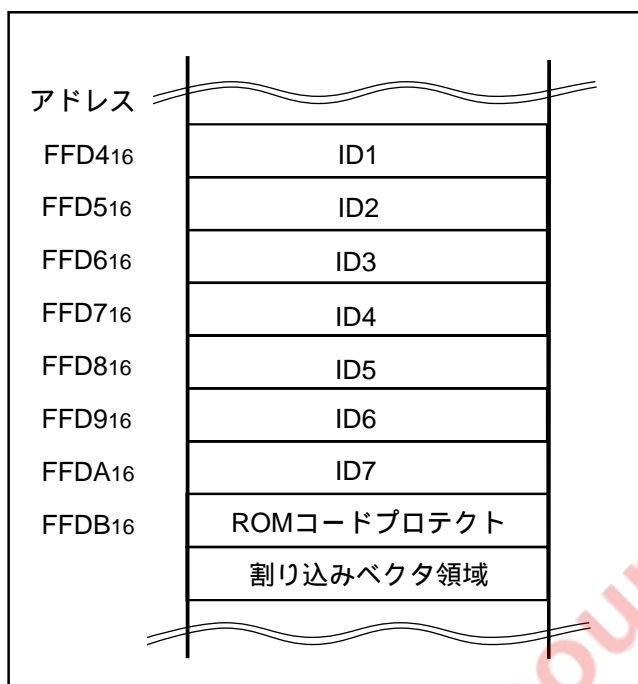 アドレス
FFD416 ID1
FFD516 ID2
FFD616 ID3
FFD716 ID4
FFD816 ID5
FFD916 ID6
FFDA16 ID7
FFDB16 ROMコードプロテクト
割り込みベクタ領域